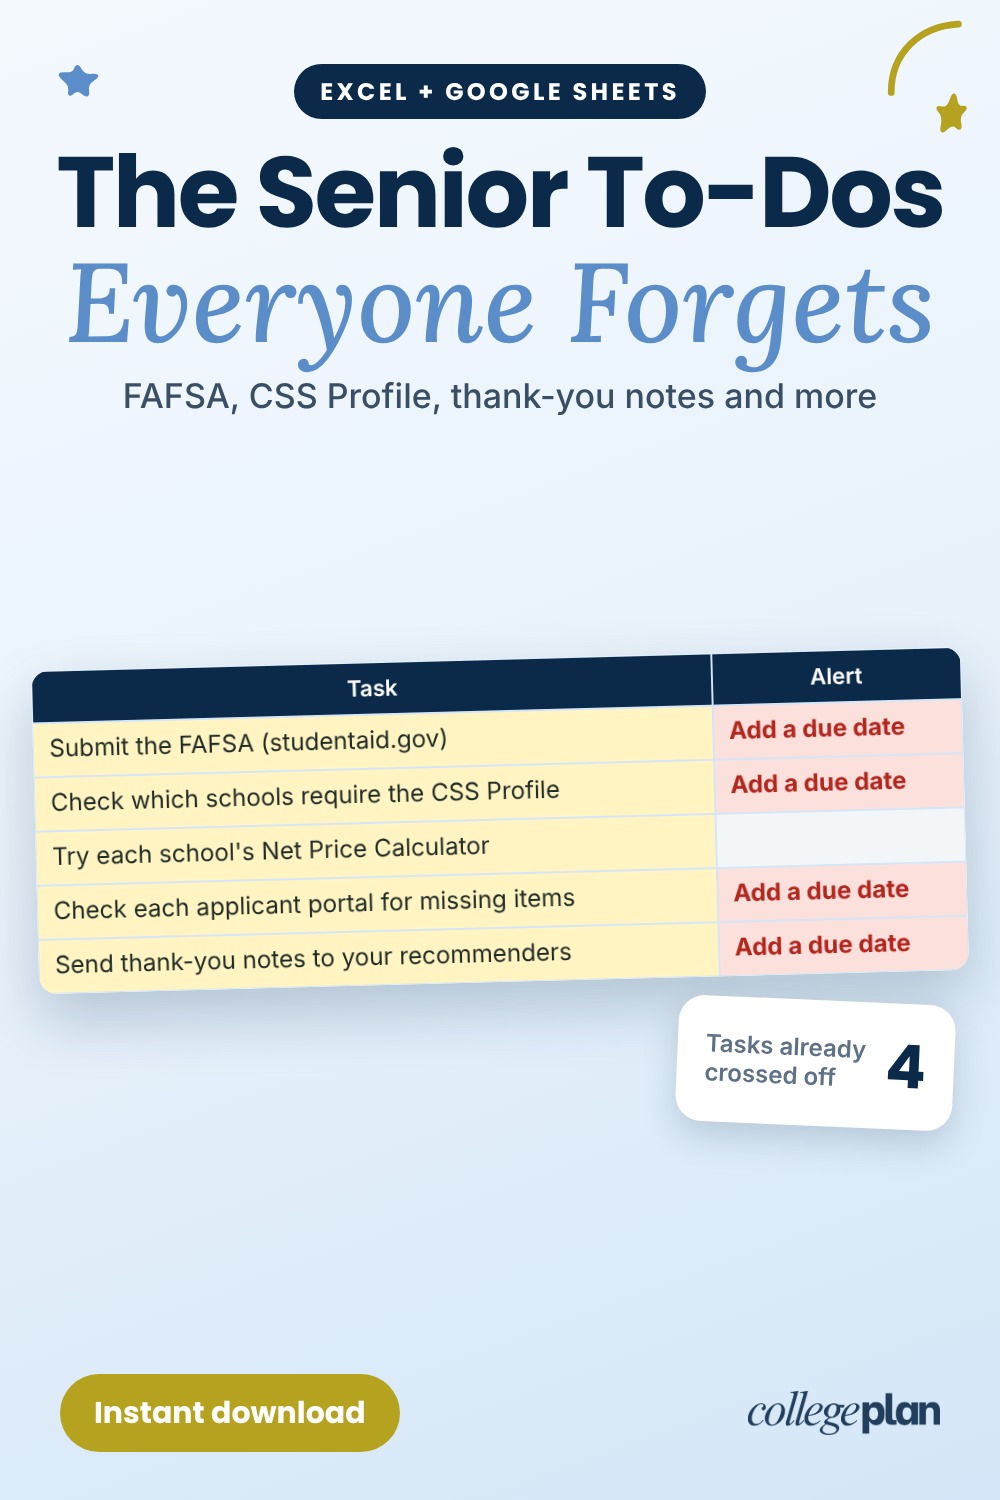 EXCEL + GOOGLE SHEETS
The Senior To-Dos
Everyone Forgets
FAFSA, CSS Profile, thank-you notes and more
Task Alert
Submit the FAFSA (studentaid.gov) Add a due date
Check which schools require the CSS Profile Add a due date
Try each school's Net Price Calculator
Check each applicant portal for missing items Add a due date
Send thank-you notes to your recommenders Add a due date
Tasks already
crossed off 4
Instant download
collegeplan